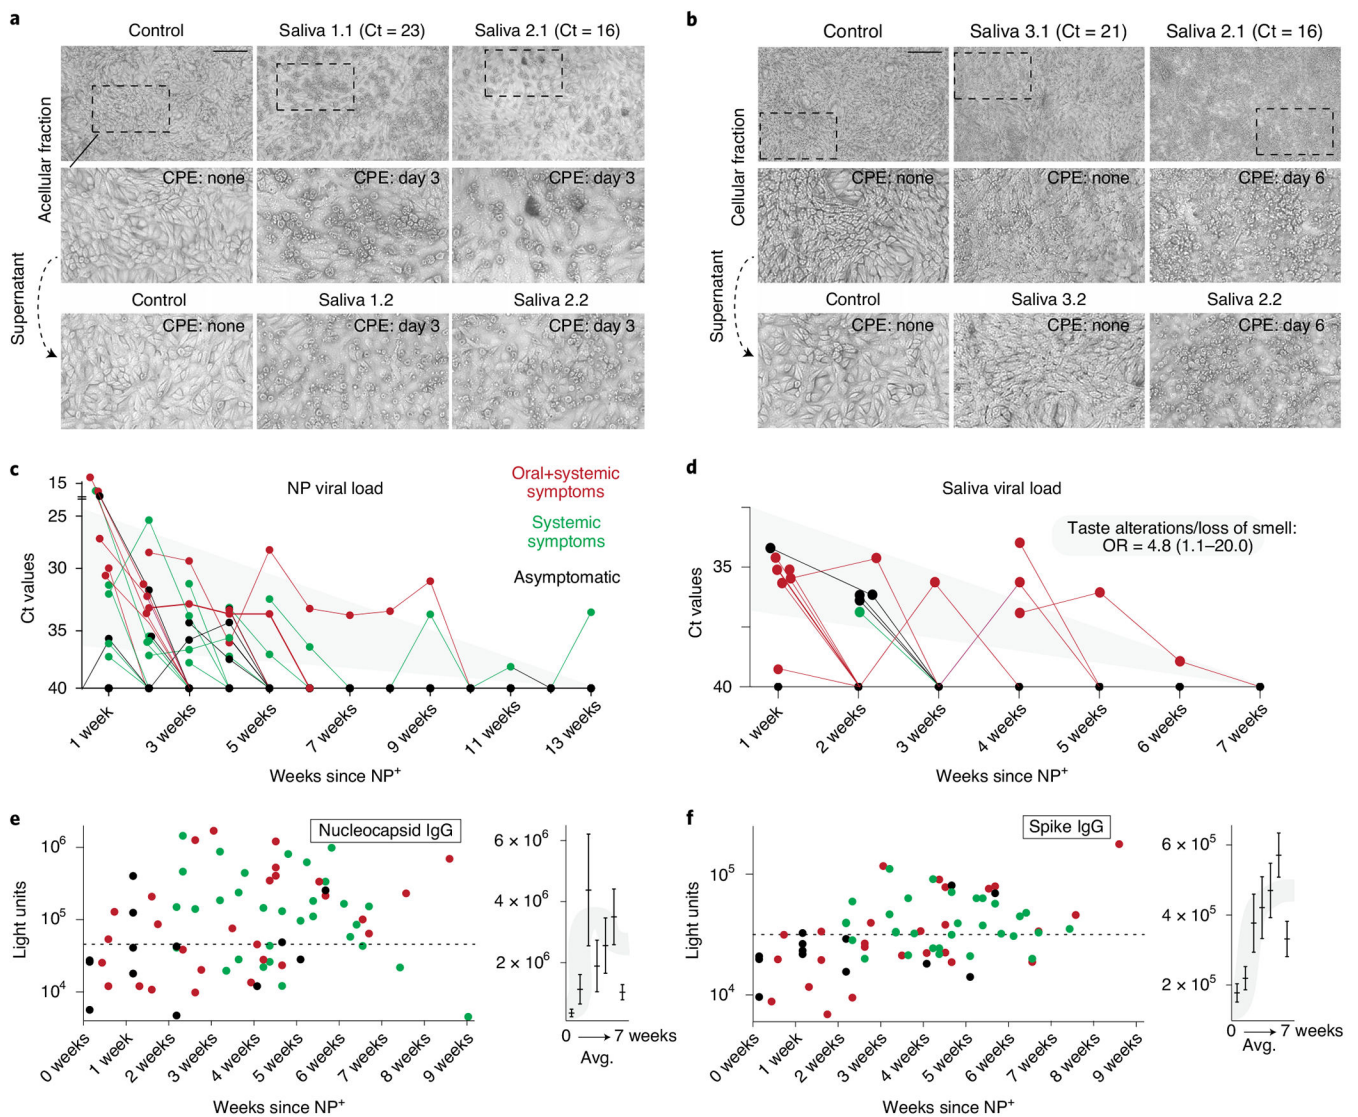 a
Control
Saliva 1.1 (Ct = 23)
Saliva 2.1 (Ct = 16)
Acellular fraction
CPE: none
CPE: day 3
CPE: day 3
Supernatant
Control
Saliva 1.2
Saliva 2.2
CPE: none
CPE: day 3
CPE: day 3
b
Control
Saliva 3.1 (Ct = 21)
Saliva 2.1 (Ct = 16)
Cellular fraction
CPE: none
CPE: none
CPE: day 6
Supernatant
Control
Saliva 3.2
Saliva 2.2
CPE: none
CPE: none
CPE: day 6
c
NP viral load
Oral+systemic
symptoms
Systemic
symptoms
Asymptomatic
Ct values
15
25
30
35
40
1 week
3 weeks
5 weeks
7 weeks
9 weeks
11 weeks
13 weeks
Weeks since NP+
d
Saliva viral load
Taste alterations/loss of smell:
OR = 4.8 (1.1–20.0)
Ct values
35
40
1 week
2 weeks
3 weeks
4 weeks
5 weeks
6 weeks
7 weeks
Weeks since NP+
e
Nucleocapsid IgG
Light units
10^6
10^5
10^4
0 weeks
1 week
2 weeks
3 weeks
4 weeks
5 weeks
6 weeks
7 weeks
8 weeks
9 weeks
Weeks since NP+
6 × 10^6
4 × 10^6
2 × 10^6
0 → 7 weeks
Avg.
f
Spike IgG
Light units
10^5
10^4
0 weeks
1 weeks
2 weeks
3 weeks
4 weeks
5 weeks
6 weeks
7 weeks
8 weeks
9 weeks
Weeks since NP+
6 × 10^5
4 × 10^5
2 × 10^5
0 → 7 weeks
Avg.